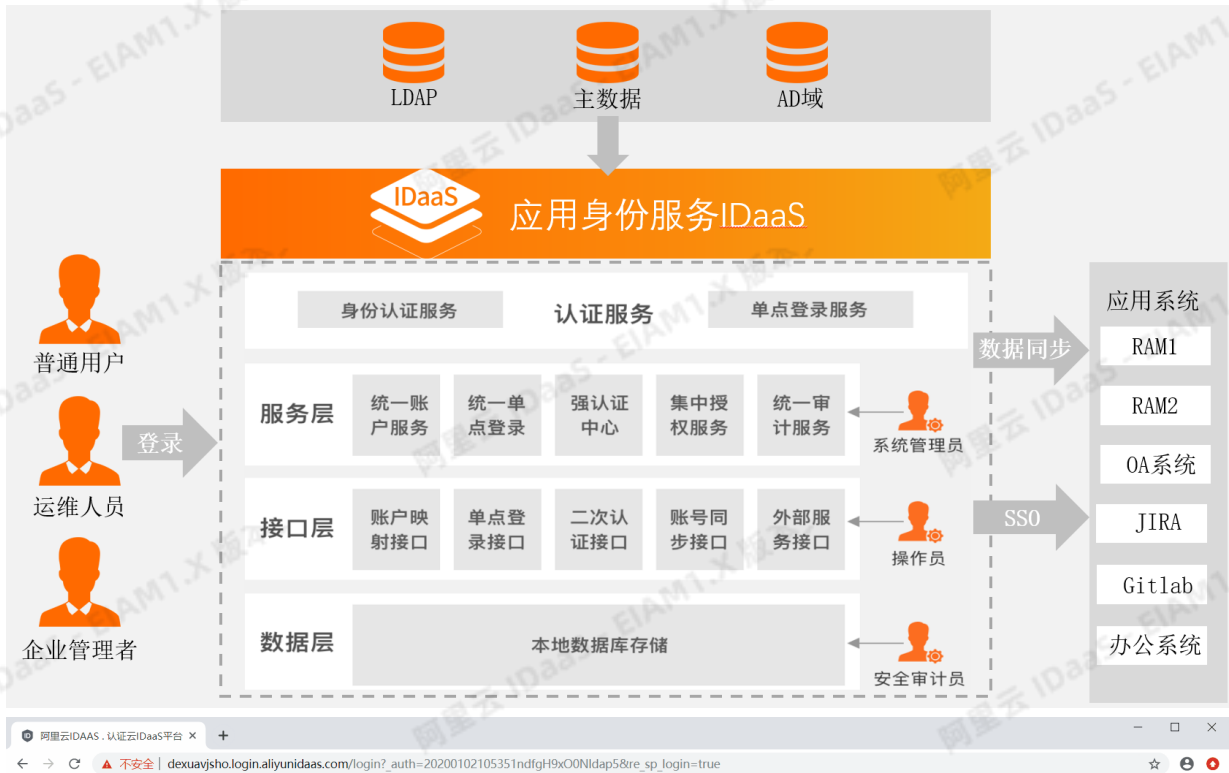 LDAP
主数据
AD域
IDaaS
应用身份服务IDaaS
普通用户
运维人员
企业管理者
登录
身份认证服务
认证服务
单点登录服务
服务层
统一账
户服务
统一单
点登录
强认证
中心
集中授
权服务
统一审
计服务
系统管理员
接口层
账户映
射接口
单点登
录接口
二次认
证接口
账号同
步接口
外部服
务接口
操作员
数据层
本地数据库存储
安全审计员
数据同步
SSO
应用系统
RAM1
RAM2
OA系统
JIRA
Gitlab
办公系统
阿里云 IDaaS - EIAM1.X 版本
阿里云IDAAS . 认证云IDaaS平台
不安全 | dexuavjsho.login.aliyunidaas.com/login?_auth=20200102105351ndfgH9xO0Nldap5&re_sp_login=true